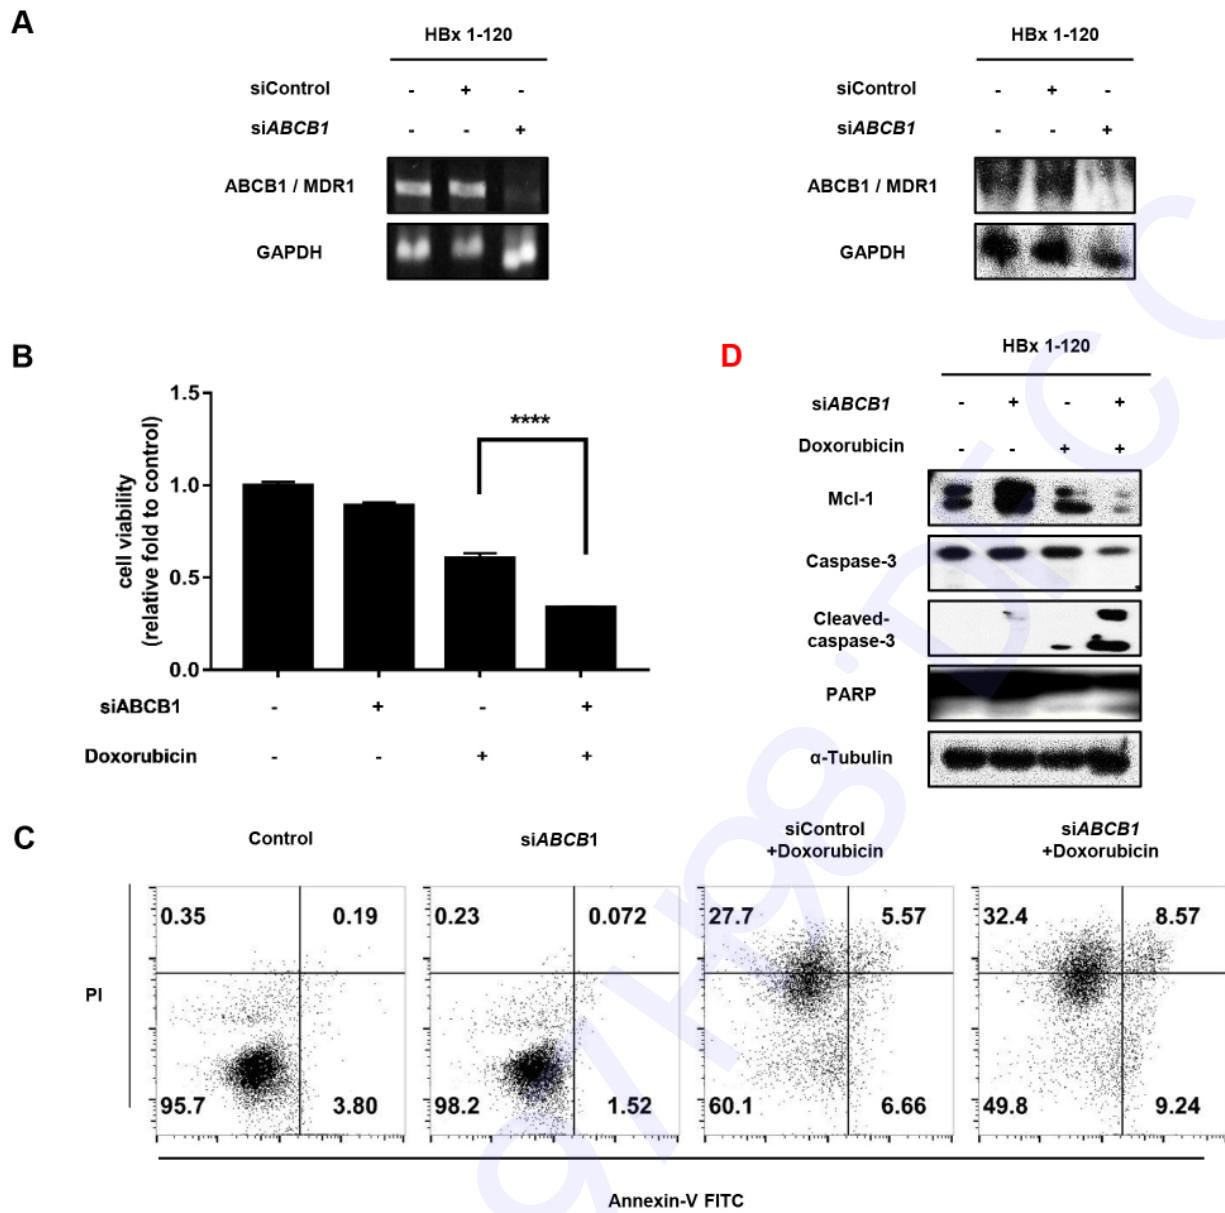 A
HBx 1-120
siControl - + -
siABCB1 - - +
ABCB1 / MDR1
GAPDH
HBx 1-120
siControl - + -
siABCB1 - - +
ABCB1 / MDR1
GAPDH
B
cell viability
(relative fold to control)
1.5
1.0
0.5
0.0
****
siABCB1 - + - +
Doxorubicin - - + +
D
HBx 1-120
siABCB1 - + - +
Doxorubicin - - + +
Mcl-1
Caspase-3
Cleaved-
caspase-3
PARP
α-Tubulin
C
Control
0.35 0.19
95.7 3.80
siABCB1
0.23 0.072
98.2 1.52
siControl
+Doxorubicin
27.7 5.57
60.1 6.66
siABCB1
+Doxorubicin
32.4 8.57
49.8 9.24
PI
Annexin-V FITC